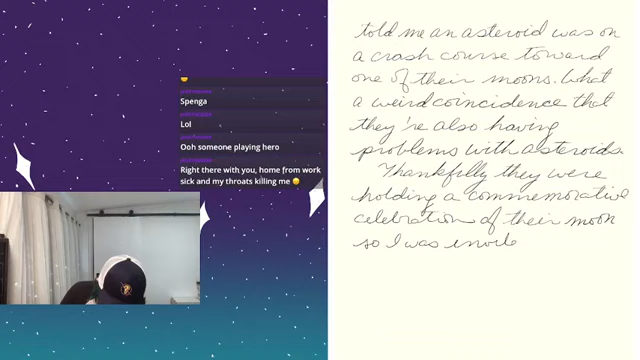 Spenga
Lol
Ooh someone playing hero
Right there with you, home from work
sick and my throats killing me 😔
told me an asteroid was on
a crash course toward
one of their moons. What
a weird coincidence that
they're also having
problems with asteroids.
Thankfully they were
holding a commemorative
celebration of their moon
so I was invite